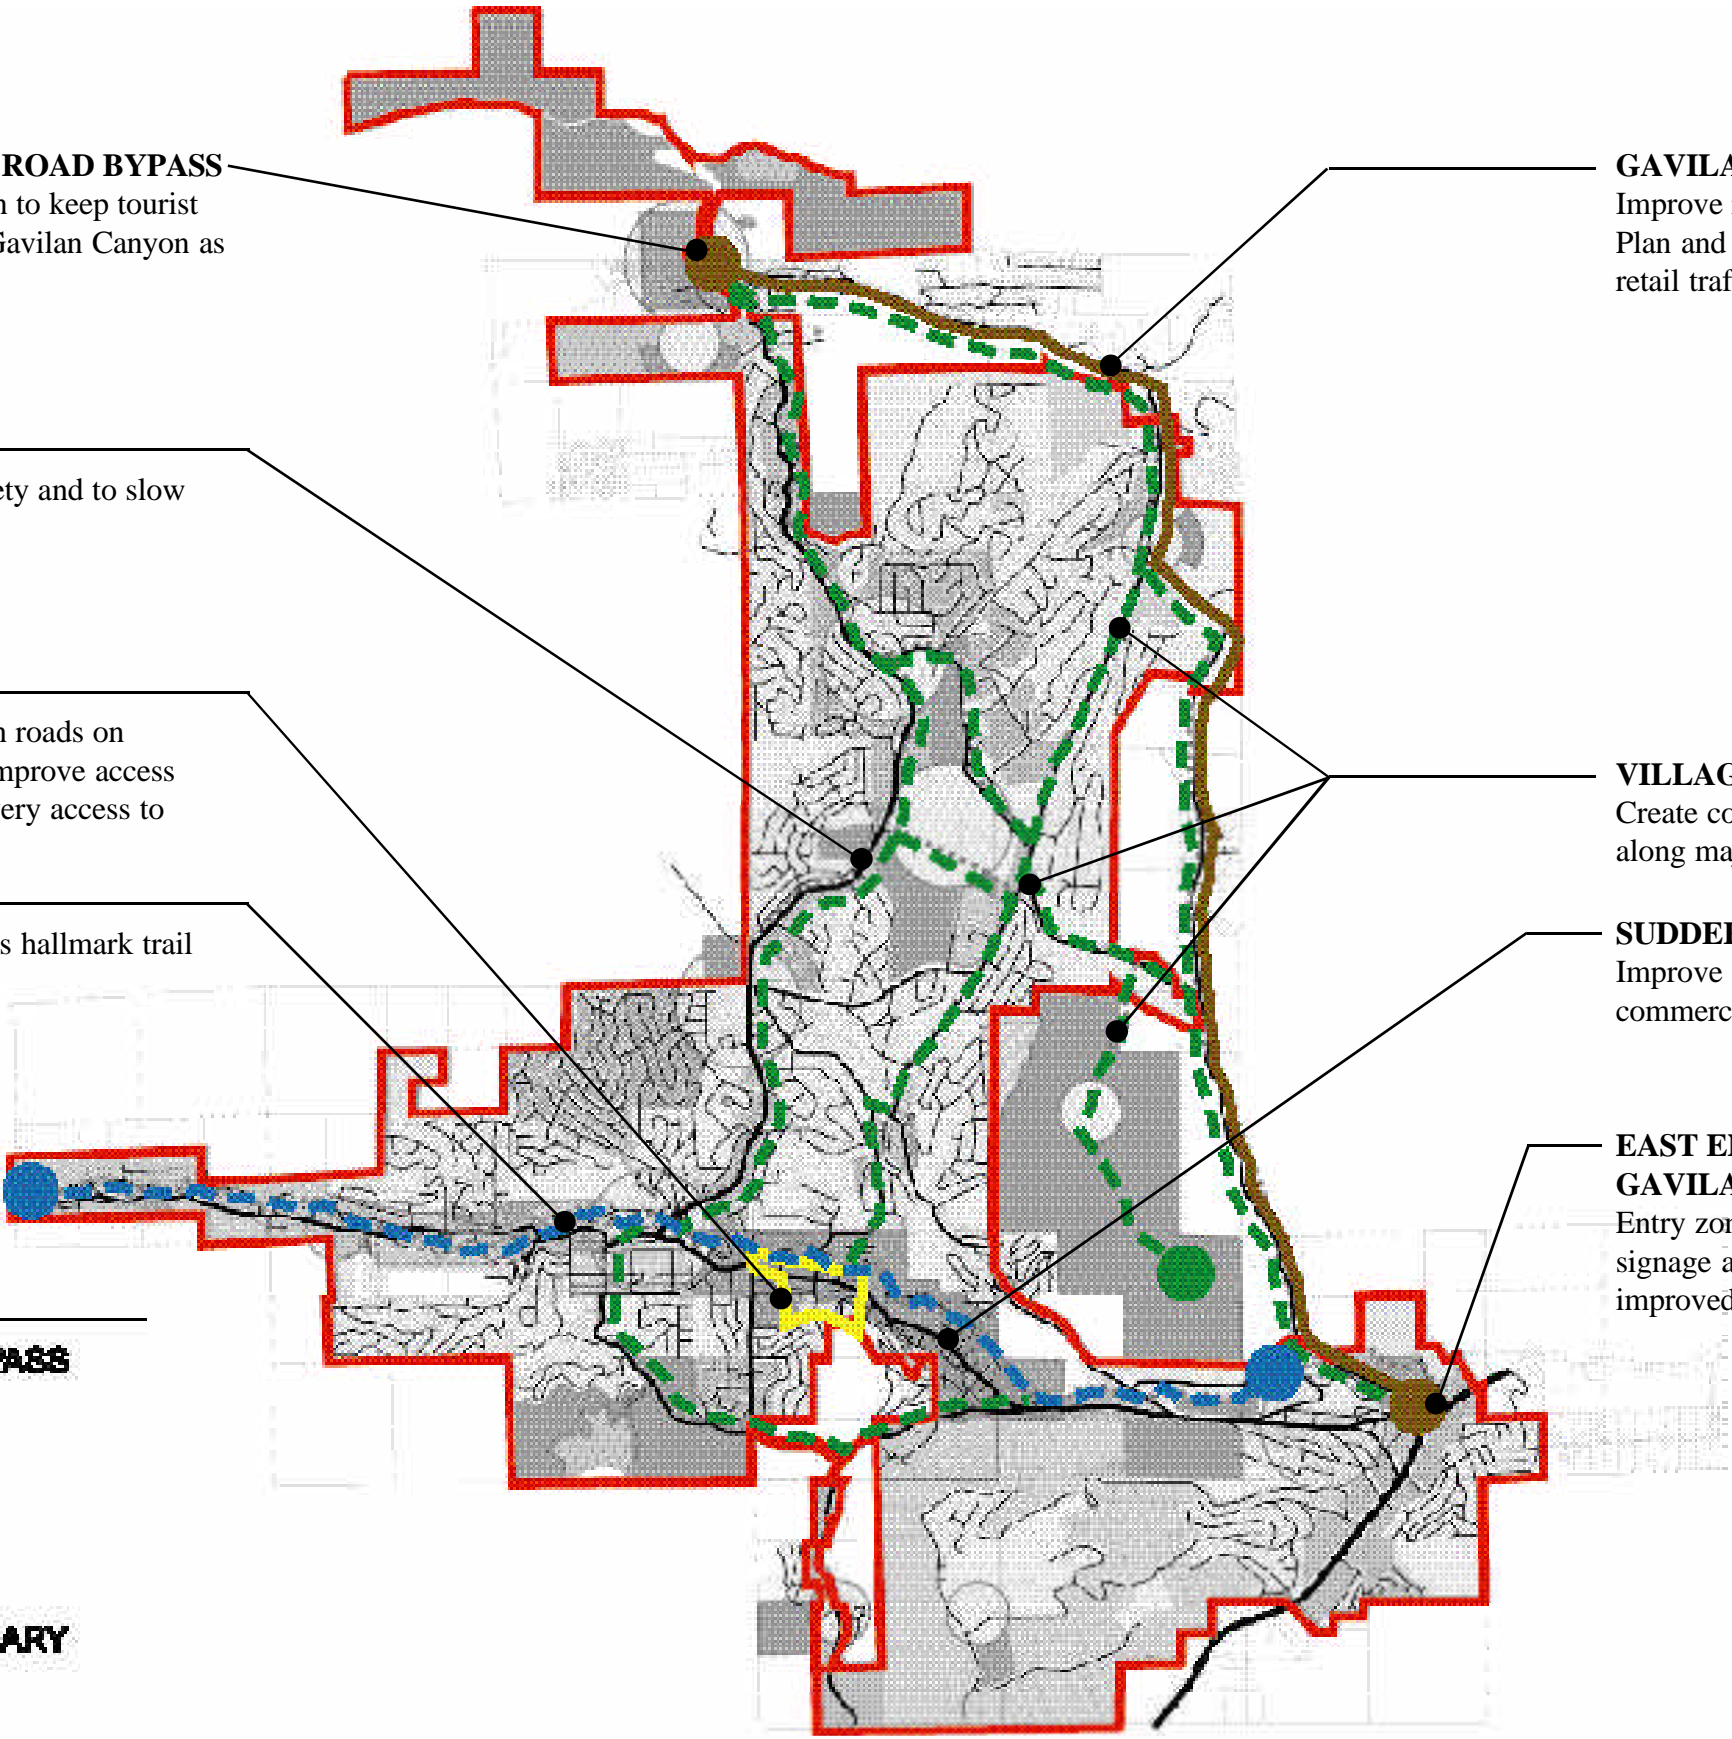 ROAD BYPASS
n to keep tourist
Gavilan Canyon as
ety and to slow
n roads on
mprove access
very access to
s hallmark trail
PASS
ARY
GAVILA
Improve
Plan and
retail traf
VILLAG
Create co
along ma
SUDDE
Improve
commerc
EAST E
GAVILA
Entry zon
signage a
improved